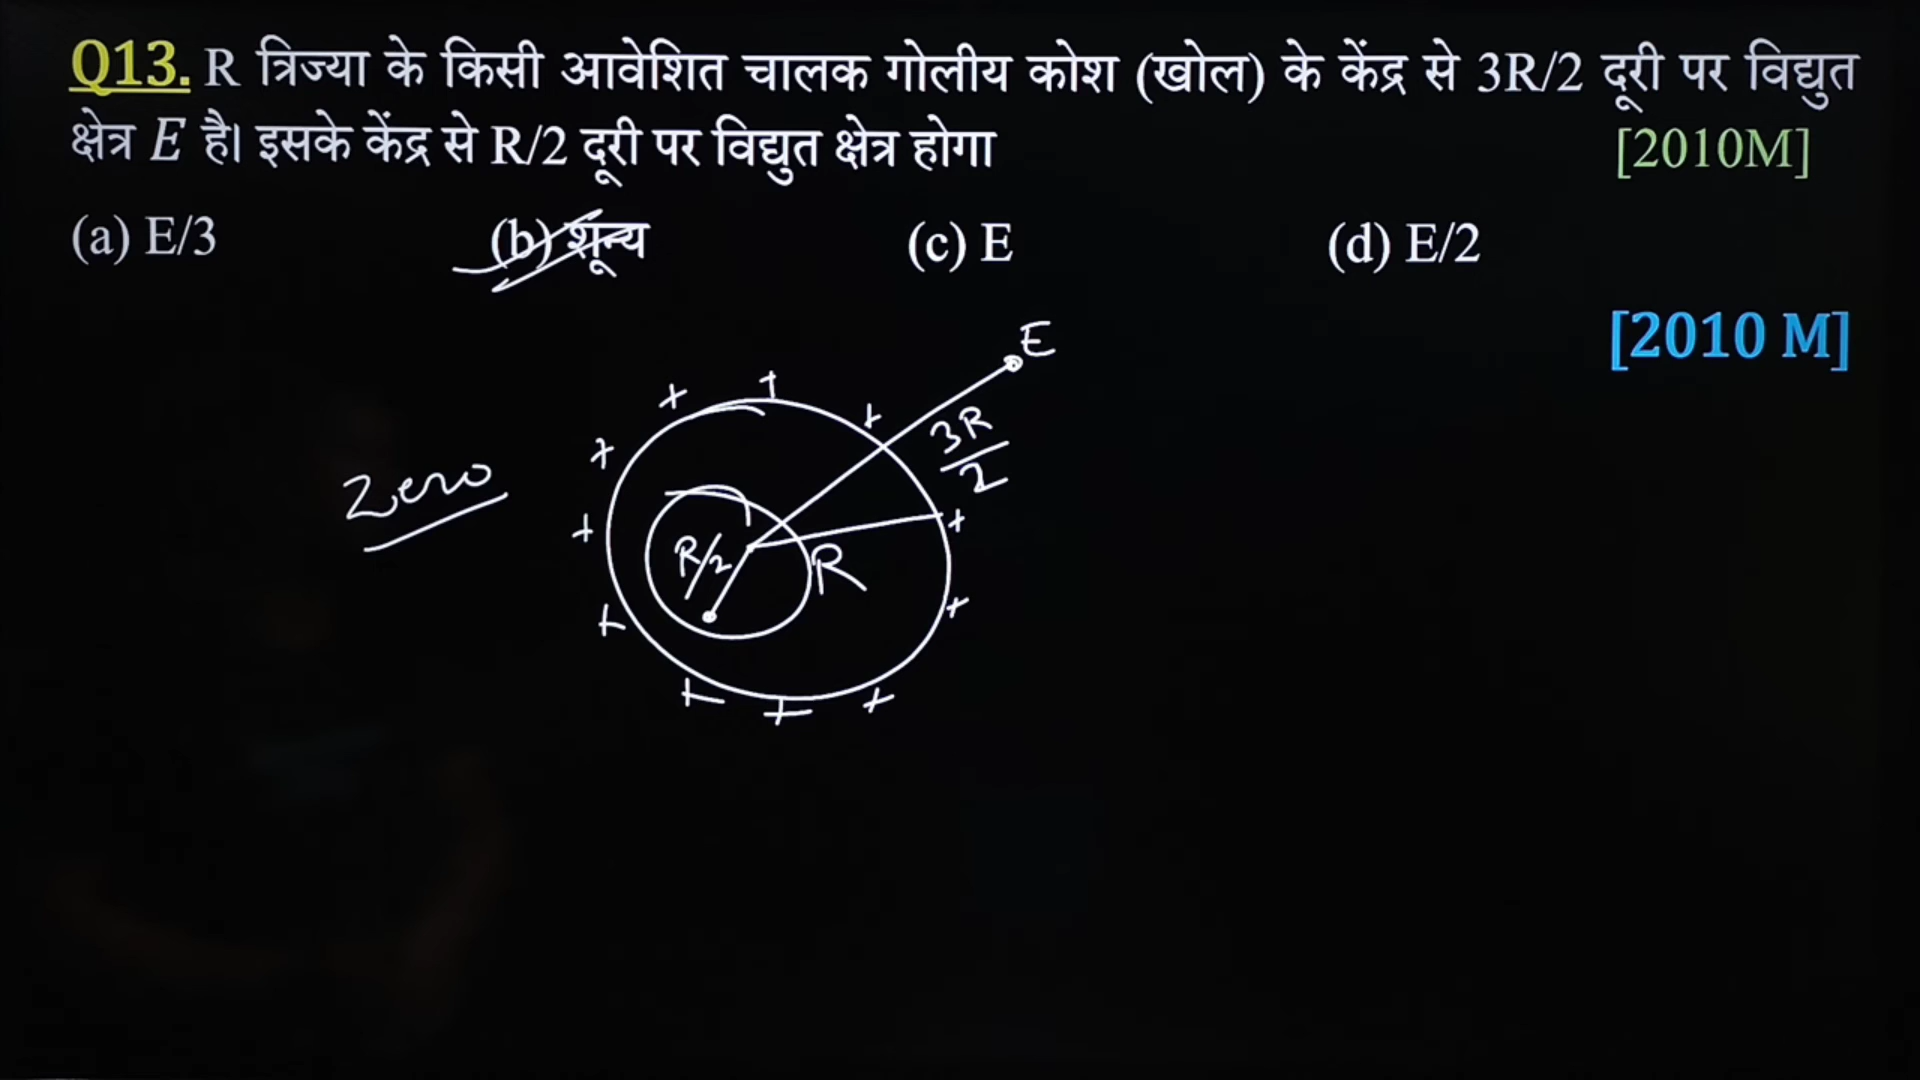 Q13. R त्रिज्या के किसी आवेशित चालक गोलीय कोश (खोल) के केंद्र से 3R/2 दूरी पर विद्युत
क्षेत्र E है। इसके केंद्र से R/2 दूरी पर विद्युत क्षेत्र होगा [2010M]
(a) E/3 (b) शून्य (c) E (d) E/2
[2010 M]
E
3R/2
Zero
R/2 R